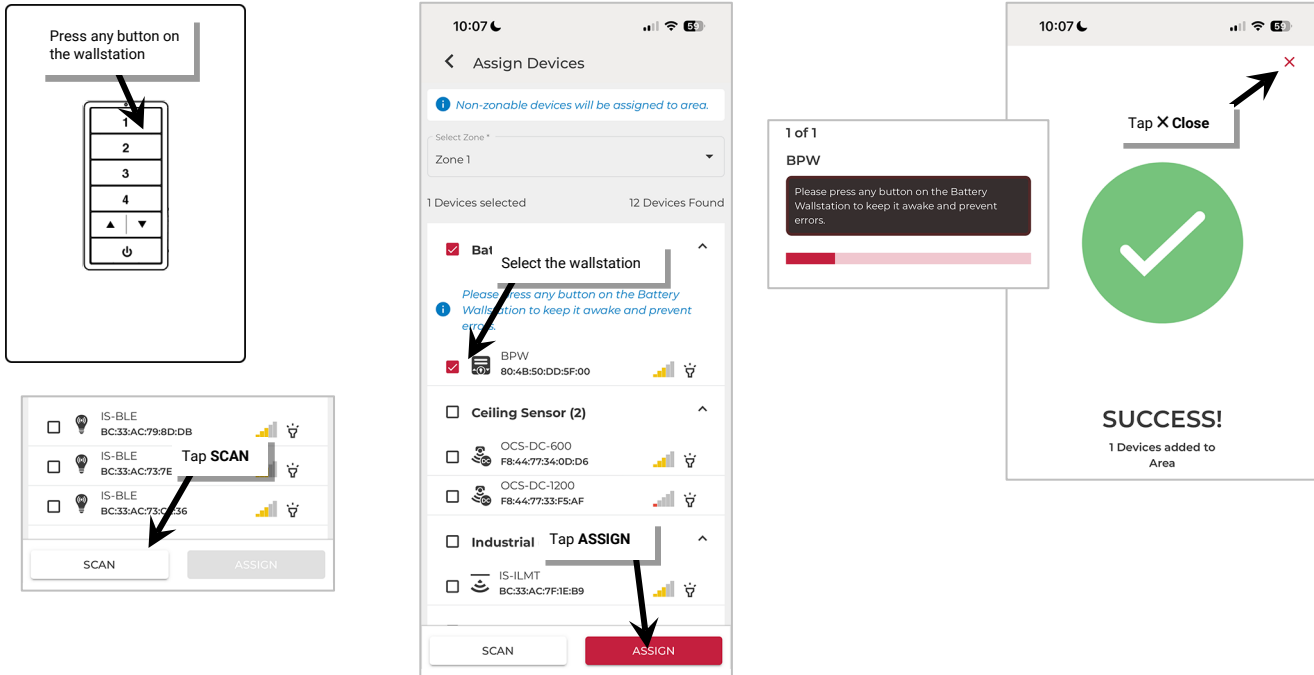 Press any button on
the wallstation
1
2
3
4
IS-BLE
BC:33:AC:79:8D:DB
IS-BLE
BC:33:AC:73:7E
Tap SCAN
IS-BLE
BC:33:AC:73:C 36
SCAN
ASSIGN
10:07
59
Assign Devices
Non-zonable devices will be assigned to area.
Select Zone *
Zone 1
1 Devices selected
12 Devices Found
Bat
Select the wallstation
Please press any button on the Battery
Wallstation to keep it awake and prevent
errors.
BPW
80:4B:50:DD:5F:00
Ceiling Sensor (2)
OCS-DC-600
F8:44:77:34:0D:D6
OCS-DC-1200
F8:44:77:33:F5:AF
Industrial
Tap ASSIGN
IS-ILMT
BC:33:AC:7F:1E:B9
SCAN
ASSIGN
1 of 1
BPW
Please press any button on the Battery
Wallstation to keep it awake and prevent
errors.
10:07
59
Tap ✕ Close
SUCCESS!
1 Devices added to
Area